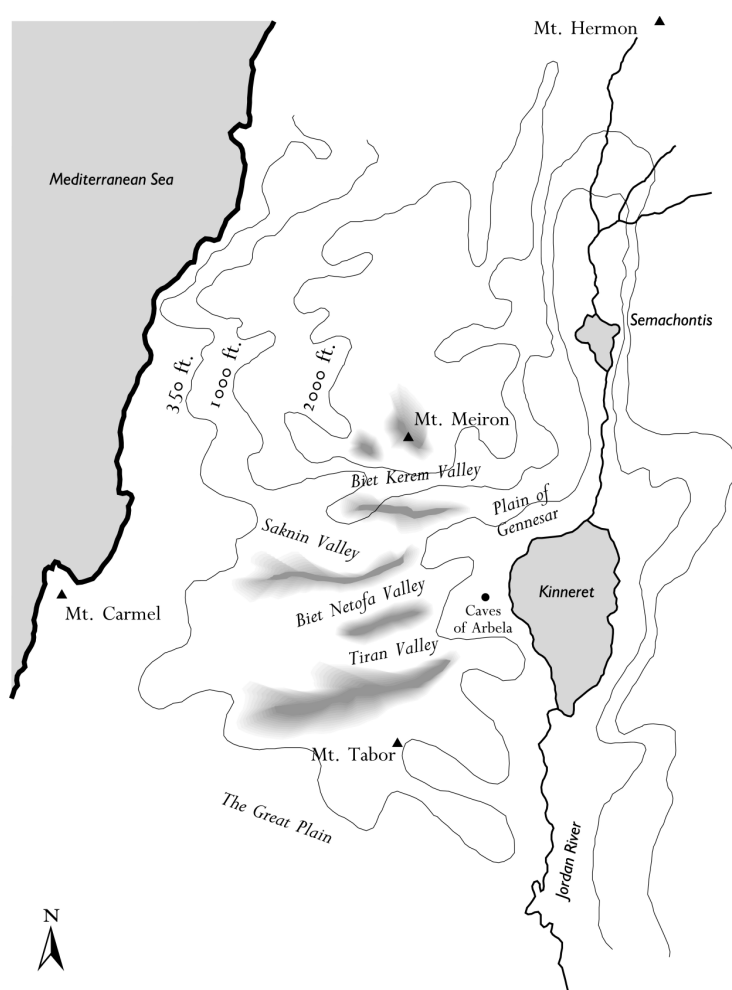 Mt. Hermon
Mediterranean Sea
Semachontis
350 ft.
1000 ft.
2000 ft.
Mt. Meiron
Biet Kerem Valley
Plain of
Gennesar
Saknin Valley
Kinneret
Mt. Carmel
Biet Netofa Valley
Caves
of Arbela
Tiran Valley
Mt. Tabor
The Great Plain
Jordan River
N